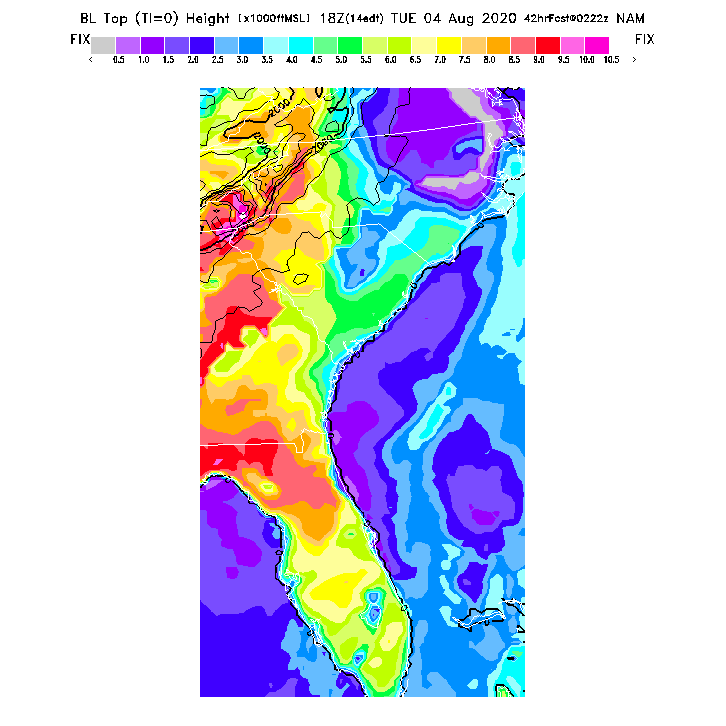 BL Top (TI=0) Height [x1000ftMSL] 18Z(14edt) TUE 04 Aug 2020 42hrFcst@0222z NAM
FIX FIX
< 0.5 1.0 1.5 2.0 2.5 3.0 3.5 4.0 4.5 5.0 5.5 6.0 6.5 7.0 7.5 8.0 8.5 9.0 9.5 10.0 10.5 >
2000
2000
2000